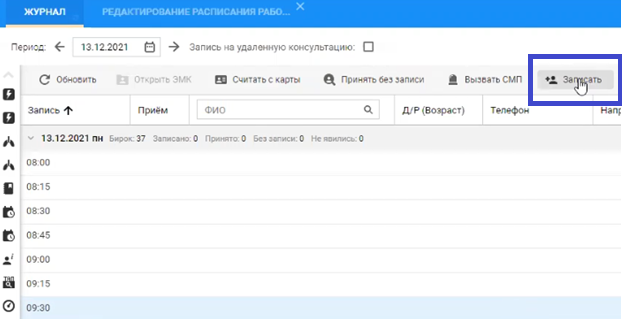 ЖУРНАЛ РЕДАКТИРОВАНИЕ РАСПИСАНИЯ РАБО...
Период: 13.12.2021 Запись на удаленную консультацию:
Обновить Открыть ЭМК Считать с карты Принять без записи Вызвать СМП Записать
Запись Приём ФИО Д/Р (Возраст) Телефон Напр
13.12.2021 пн Бирок: 37 Записано: 0 Принято: 0 Без записи: 0 Не явились: 0
08:00
08:15
08:30
08:45
09:00
09:15
09:30